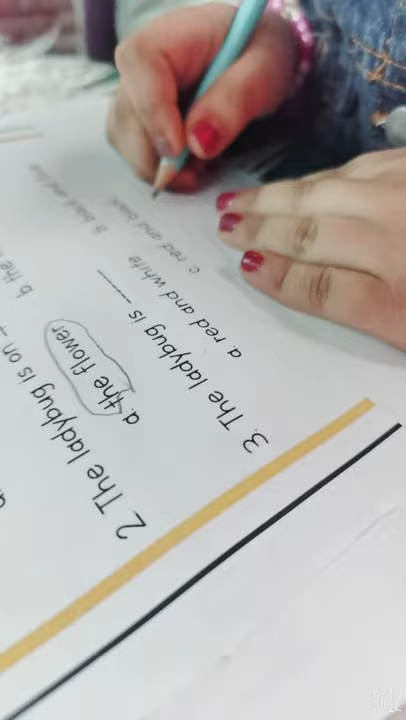 2. The ladybug is on
a. the flower
b. the
3. The ladybug is ____
a. red and white
b. black and blue
c. red and black
B612